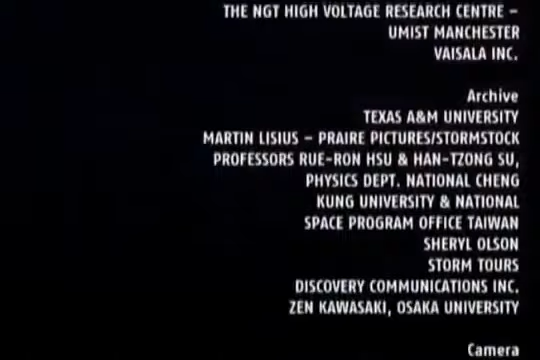 THE NGT HIGH VOLTAGE RESEARCH CENTRE –
UMIST MANCHESTER
VAISALA INC.
Archive
TEXAS A&M UNIVERSITY
MARTIN LISIUS – PRAIRE PICTURES/STORMSTOCK
PROFESSORS RUE-RON HSU & HAN-TZONG SU,
PHYSICS DEPT. NATIONAL CHENG
KUNG UNIVERSITY & NATIONAL
SPACE PROGRAM OFFICE TAIWAN
SHERYL OLSON
STORM TOURS
DISCOVERY COMMUNICATIONS INC.
ZEN KAWASAKI, OSAKA UNIVERSITY
Camera